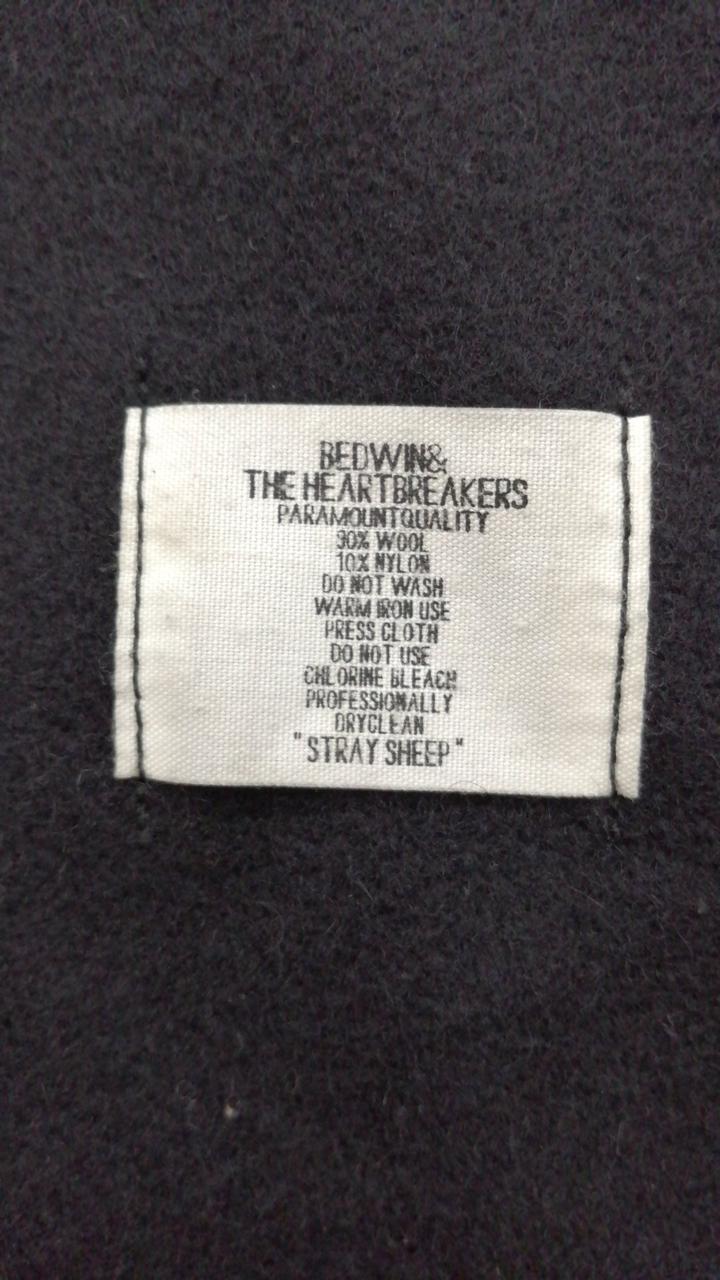 BEDWIN&
THE HEARTBREAKERS
PARAMOUNTQUALITY
90% WOOL
10% NYLON
DO NOT WASH
WARM IRON USE
PRESS CLOTH
DO NOT USE
CHLORINE BLEACH
PROFESSIONALLY
DRYCLEAN
"STRAY SHEEP"